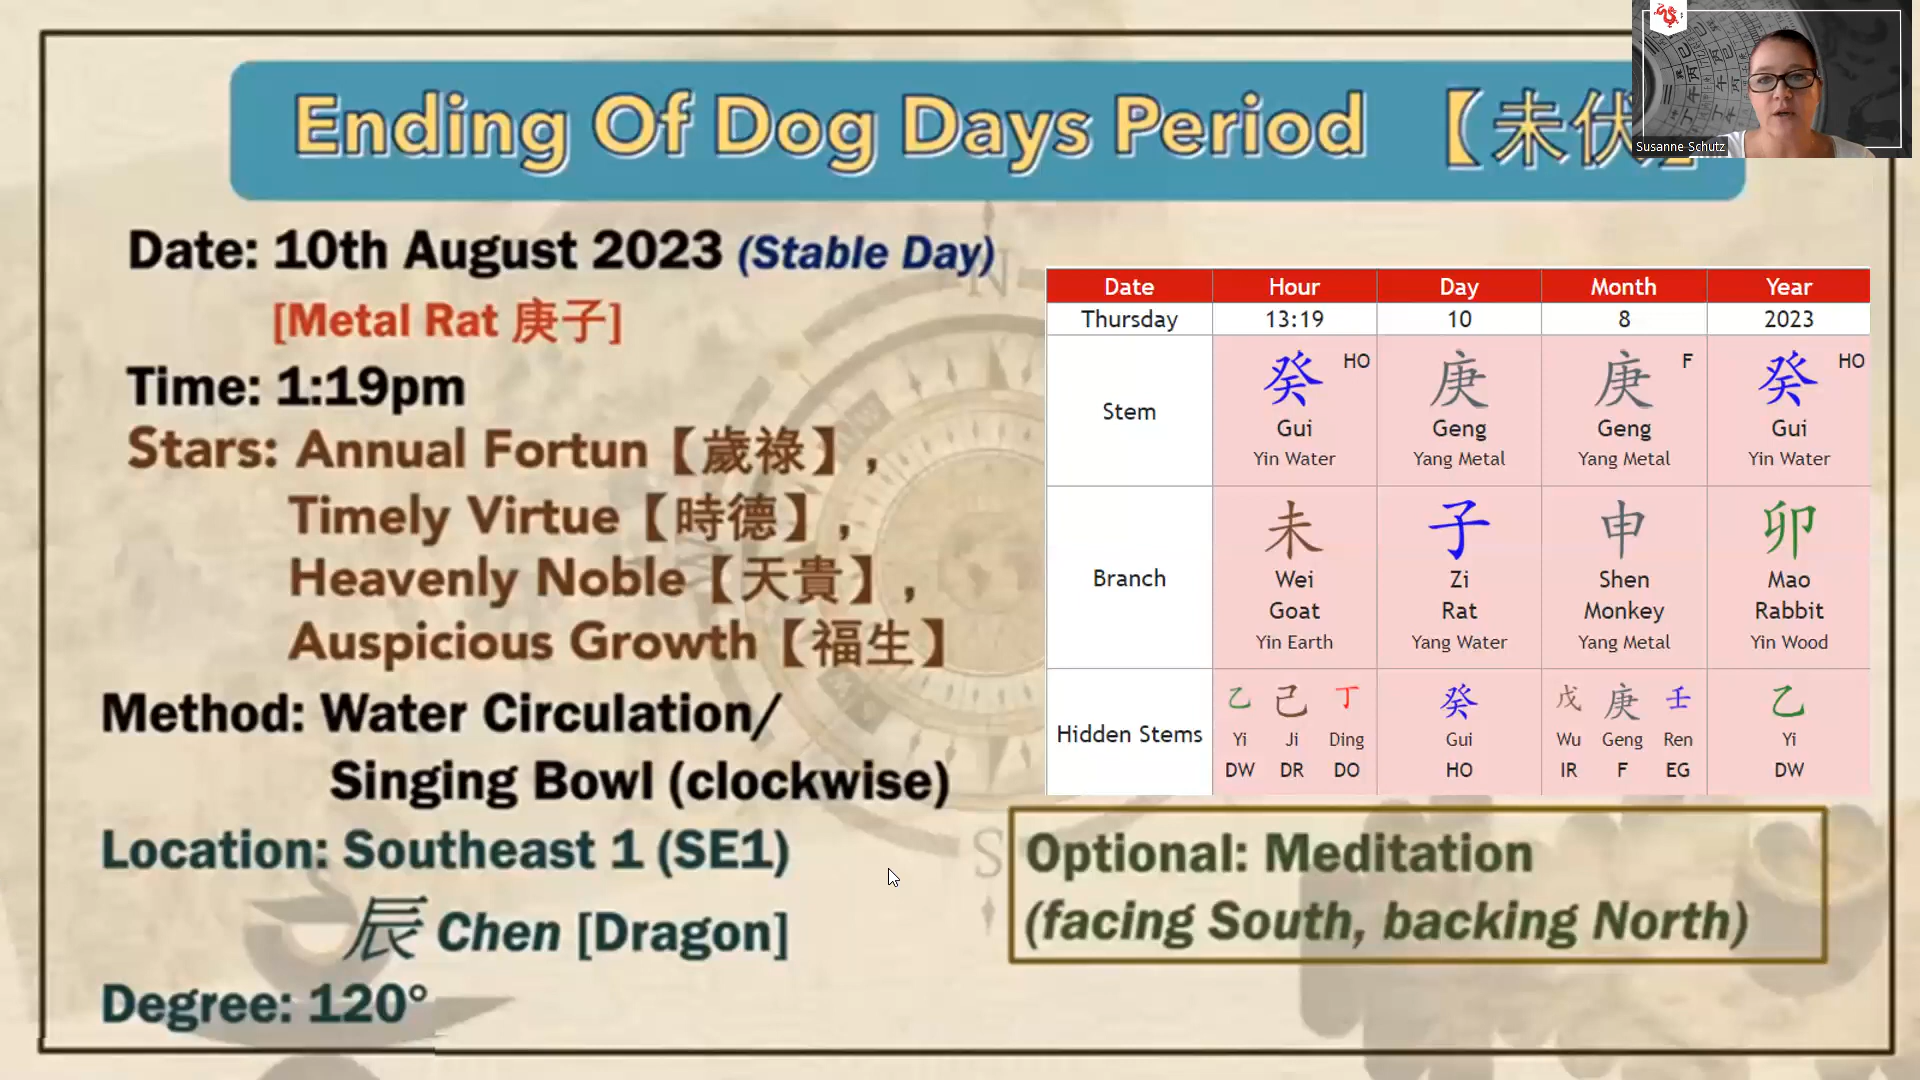 Ending Of Dog Days Period 【未伏
Susanne Schutz
Date: 10th August 2023 (Stable Day)
[Metal Rat 庚子]
Time: 1:19pm
Stars: Annual Fortun【歲祿】,
Timely Virtue【時德】,
Heavenly Noble【天貴】,
Auspicious Growth【福生】
Method: Water Circulation/
Singing Bowl (clockwise)
Location: Southeast 1 (SE1)
辰 Chen [Dragon]
Degree: 120°
Date Hour Day Month Year
Thursday 13:19 10 8 2023
Stem
癸 HO 庚 庚 F 癸 HO
Gui Geng Geng Gui
Yin Water Yang Metal Yang Metal Yin Water
Branch
未 子 申 卯
Wei Zi Shen Mao
Goat Rat Monkey Rabbit
Yin Earth Yang Water Yang Metal Yin Wood
Hidden Stems
乙 己 丁 癸 戊 庚 壬 乙
Yi Ji Ding Gui Wu Geng Ren Yi
DW DR DO HO IR F EG DW
Optional: Meditation
(facing South, backing North)
N
S